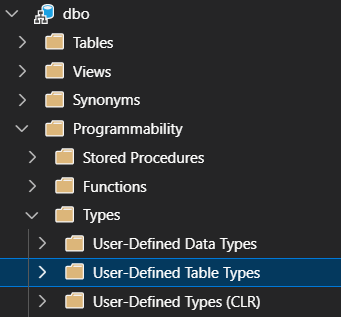 dbo
Tables
Views
Synonyms
Programmability
Stored Procedures
Functions
Types
User-Defined Data Types
User-Defined Table Types
User-Defined Types (CLR)